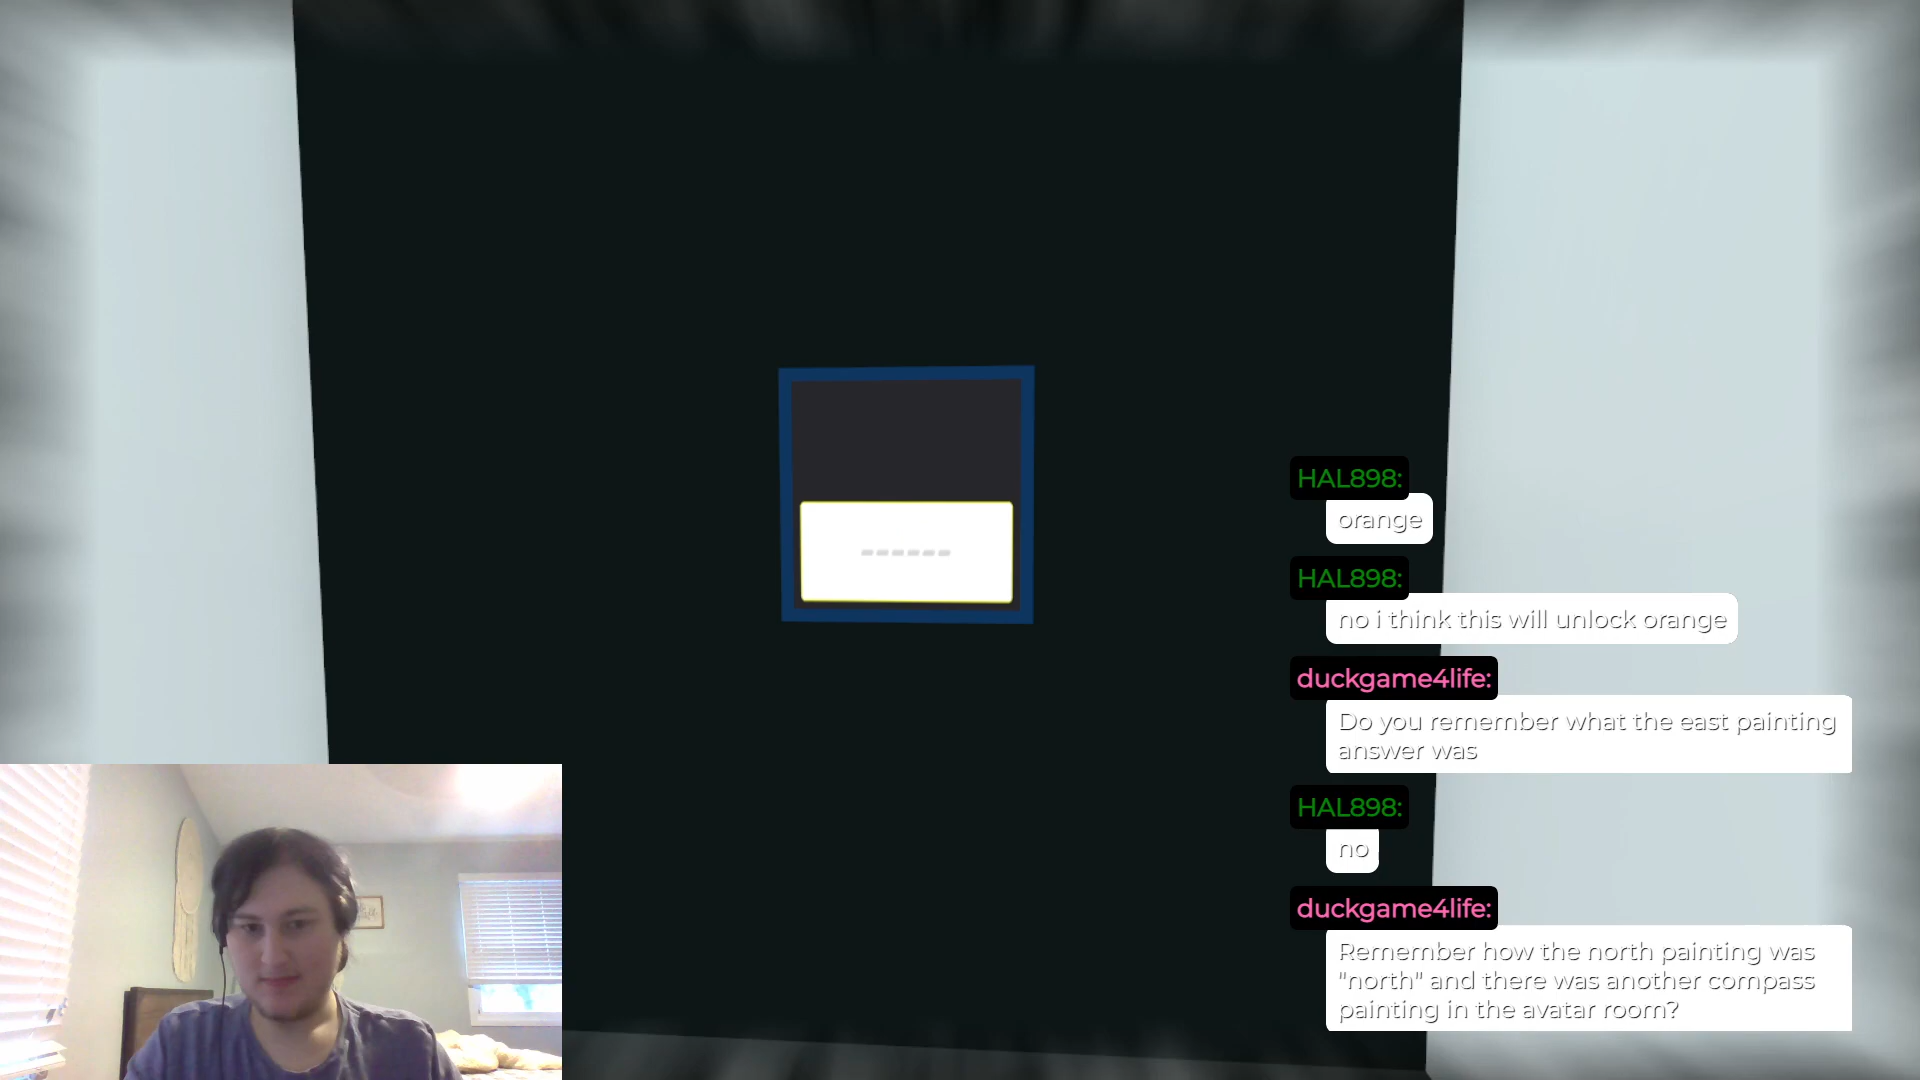 ------
HAL898:
orange
HAL898:
no i think this will unlock orange
duckgame4life:
Do you remember what the east painting
answer was
HAL898:
no
duckgame4life:
Remember how the north painting was
"north" and there was another compass
painting in the avatar room?